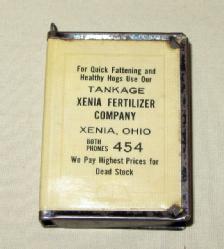 For Quick Fattening and
Healthy Hogs Use Our
TANKAGE
XENIA FERTILIZER
COMPANY
XENIA, OHIO
BOTH
PHONES 454
We Pay Highest Prices for
Dead Stock